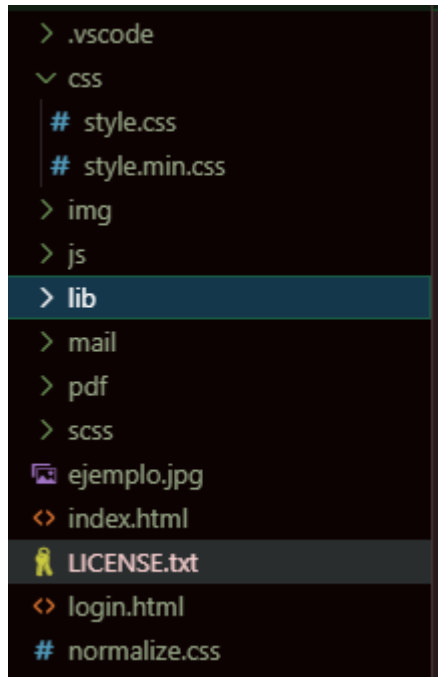 .vscode
css
# style.css
# style.min.css
img
js
lib
mail
pdf
scss
ejemplo.jpg
index.html
LICENSE.txt
login.html
# normalize.css